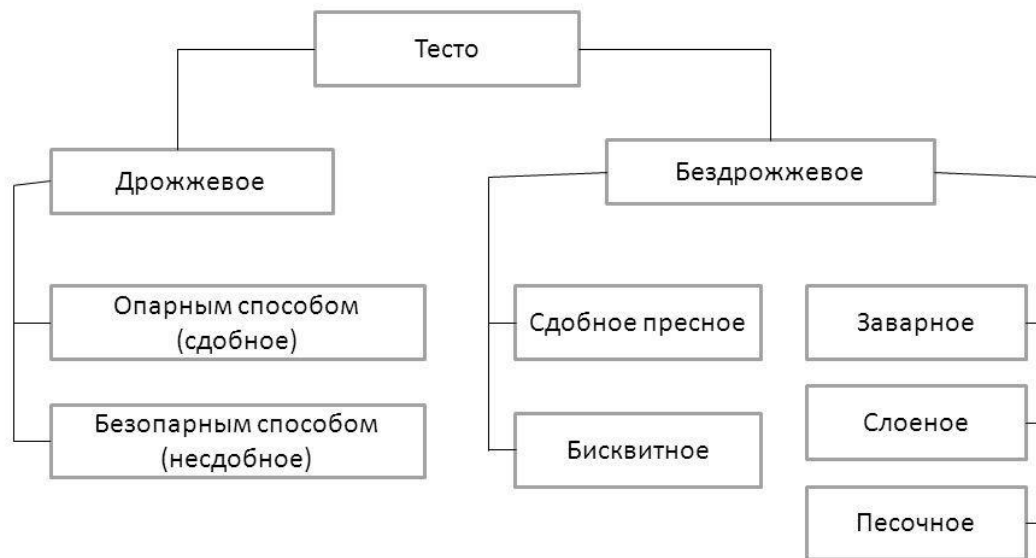 Тесто
Дрожжевое
Бездрожжевое
Опарным способом
(сдобное)
Сдобное пресное
Заварное
Безопарным способом
(несдобное)
Бисквитное
Слоеное
Песочное